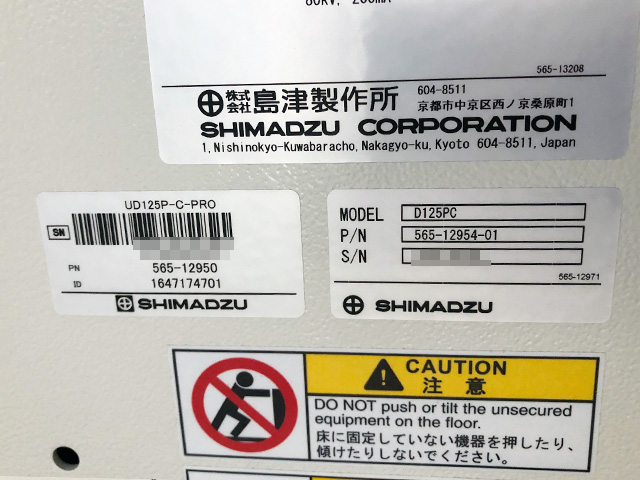 80kV, 200mA
565-13208
株式会社 島津製作所
604-8511
京都市中京区西ノ京桑原町1
SHIMADZU CORPORATION
1, Nishinokyo-Kuwabaracho, Nakagyo-ku, Kyoto 604-8511, Japan
UD125P-C-PRO
SN
PN 565-12950
ID 1647174701
SHIMADZU
MODEL D125PC
P/N 565-12954-01
S/N
565-12971
SHIMADZU
CAUTION
注 意
DO NOT push or tilt the unsecured
equipment on the floor.
床に固定していない機器を押したり、
傾けたりしないでください。